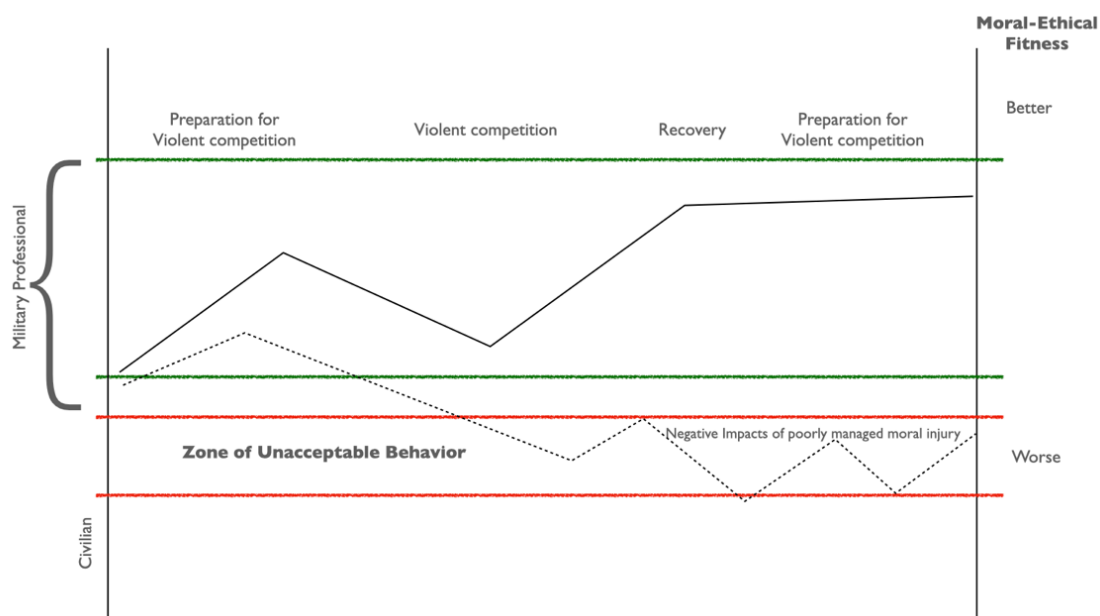 Moral-Ethical
Fitness
Better
Preparation for
Violent competition
Violent competition
Recovery
Preparation for
Violent competition
Military Professional
Negative Impacts of poorly managed moral injury
Zone of Unacceptable Behavior
Worse
Civilian